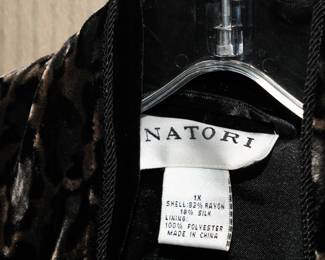 NATORI
1X
SHELL: 82% RAYON
18% SILK
LINING:
100% POLYESTER
MADE IN CHINA